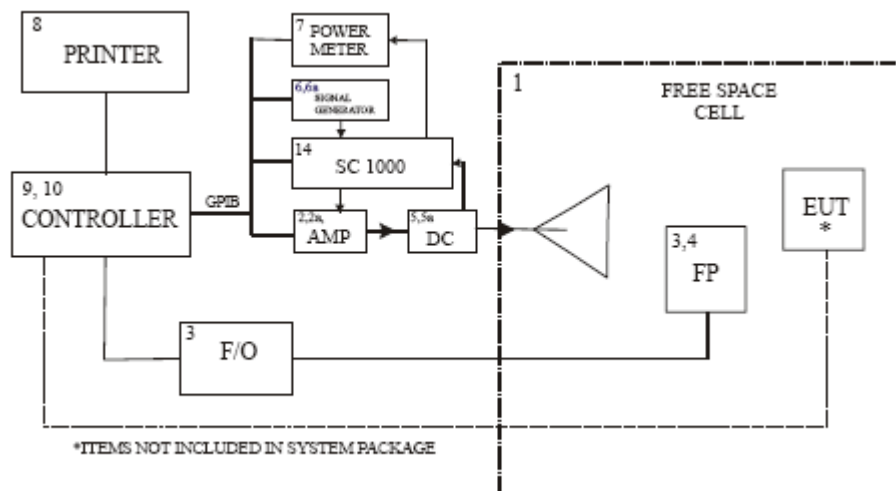 8
PRINTER
7
POWER
METER
6,6a
SIGNAL
GENERATOR
14
SC 1000
9, 10
CONTROLLER
GPIB
2,2a,
AMP
5,5a
DC
1
FREE SPACE
CELL
EUT
*
3,4
FP
3
F/O
*ITEMS NOT INCLUDED IN SYSTEM PACKAGE